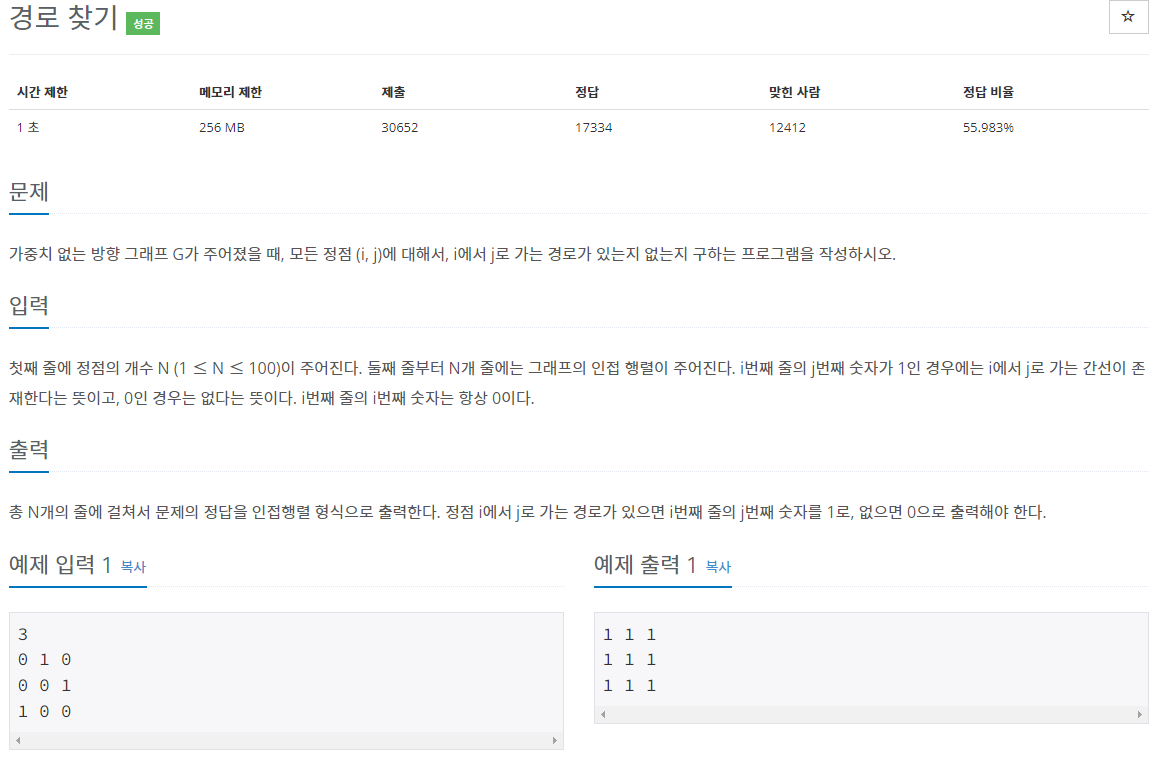 경로 찾기 성공
☆
시간 제한 메모리 제한 제출 정답 맞힌 사람 정답 비율
1 초 256 MB 30652 17334 12412 55.983%
문제
가중치 없는 방향 그래프 G가 주어졌을 때, 모든 정점 (i, j)에 대해서, i에서 j로 가는 경로가 있는지 없는지 구하는 프로그램을 작성하시오.
입력
첫째 줄에 정점의 개수 N (1 ≤ N ≤ 100)이 주어진다. 둘째 줄부터 N개 줄에는 그래프의 인접 행렬이 주어진다. i번째 줄의 j번째 숫자가 1인 경우에는 i에서 j로 가는 간선이 존
재한다는 뜻이고, 0인 경우는 없다는 뜻이다. i번째 줄의 i번째 숫자는 항상 0이다.
출력
총 N개의 줄에 걸쳐서 문제의 정답을 인접행렬 형식으로 출력한다. 정점 i에서 j로 가는 경로가 있으면 i번째 줄의 j번째 숫자를 1로, 없으면 0으로 출력해야 한다.
예제 입력 1 복사
3
0 1 0
0 0 1
1 0 0
예제 출력 1 복사
1 1 1
1 1 1
1 1 1